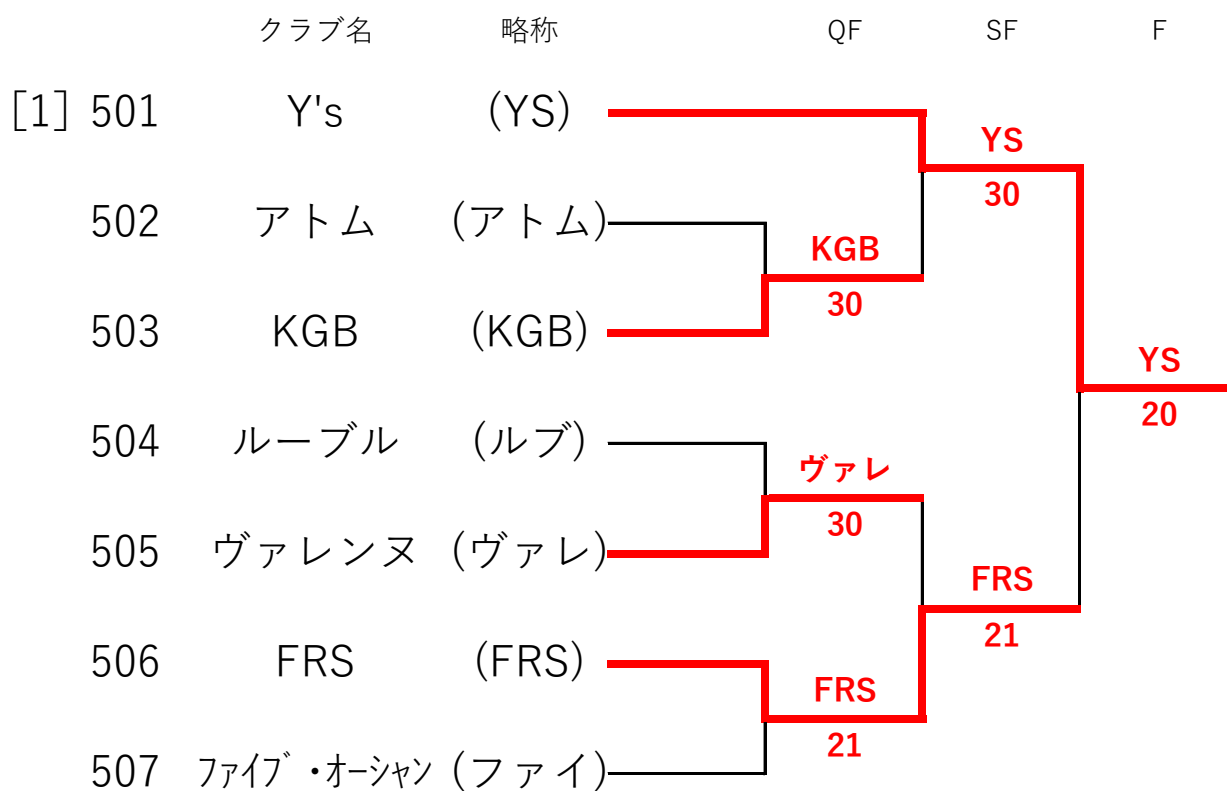 クラブ名 略称 QF SF F
[1] 501 Y's (YS)
YS
30
502 アトム (アトム)
KGB
30
503 KGB (KGB)
YS
20
504 ルーブル (ルブ)
ヴァレ
30
505 ヴァレンヌ (ヴァレ)
FRS
21
506 FRS (FRS)
FRS
21
507 ﾌｧｲﾌﾞ・ｵｰｼｬﾝ (ファイ)